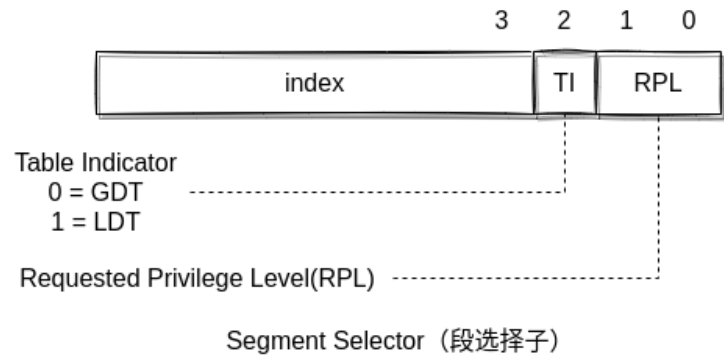 3 2 1 0
index TI RPL
Table Indicator
0 = GDT
1 = LDT
Requested Privilege Level(RPL)
Segment Selector（段选择子）